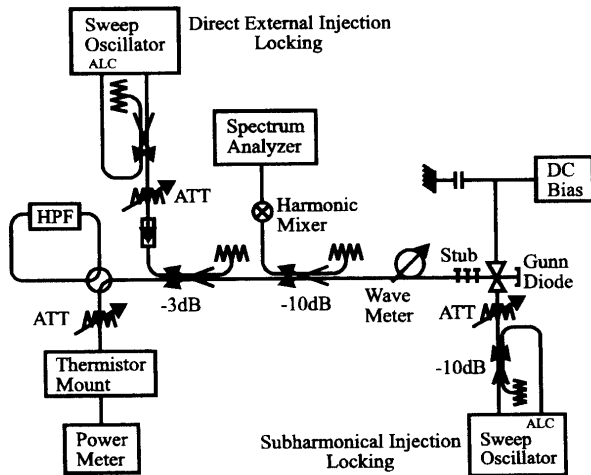 Sweep
Oscillator
ALC
Direct External Injection
Locking
Spectrum
Analyzer
DC
Bias
ATT
HPF
Harmonic
Mixer
Stub
Gunn
Diode
-3dB
-10dB
Wave
Meter
ATT
ATT
Thermistor
Mount
-10dB
Power
Meter
Subharmonical Injection
Locking
ALC
Sweep
Oscillator